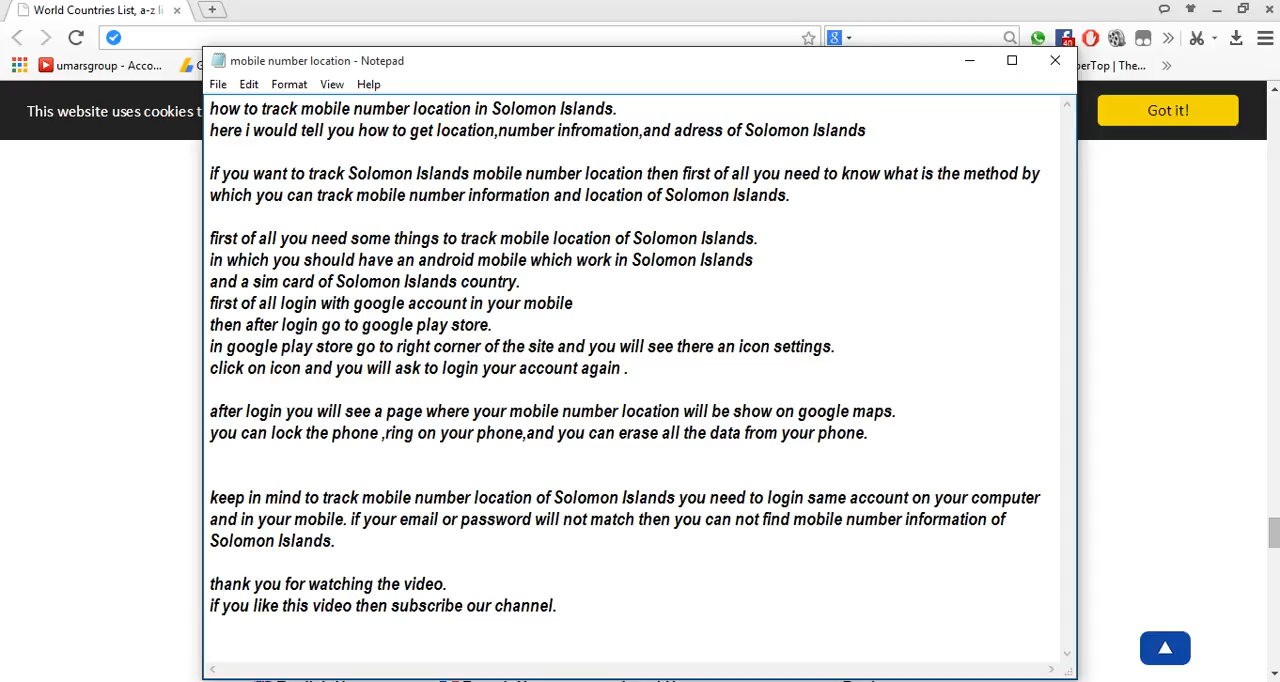 World Countries List, a-z li
umarsgroup - Acco...
G
berTop | The...
40
mobile number location - Notepad
File Edit Format View Help
This website uses cookies t
Got it!
how to track mobile number location in Solomon Islands.
here i would tell you how to get location,number infromation,and adress of Solomon Islands
if you want to track Solomon Islands mobile number location then first of all you need to know what is the method by
which you can track mobile number information and location of Solomon Islands.
first of all you need some things to track mobile location of Solomon Islands.
in which you should have an android mobile which work in Solomon Islands
and a sim card of Solomon Islands country.
first of all login with google account in your mobile
then after login go to google play store.
in google play store go to right corner of the site and you will see there an icon settings.
click on icon and you will ask to login your account again .
after login you will see a page where your mobile number location will be show on google maps.
you can lock the phone ,ring on your phone,and you can erase all the data from your phone.
keep in mind to track mobile number location of Solomon Islands you need to login same account on your computer
and in your mobile. if your email or password will not match then you can not find mobile number information of
Solomon Islands.
thank you for watching the video.
if you like this video then subscribe our channel.